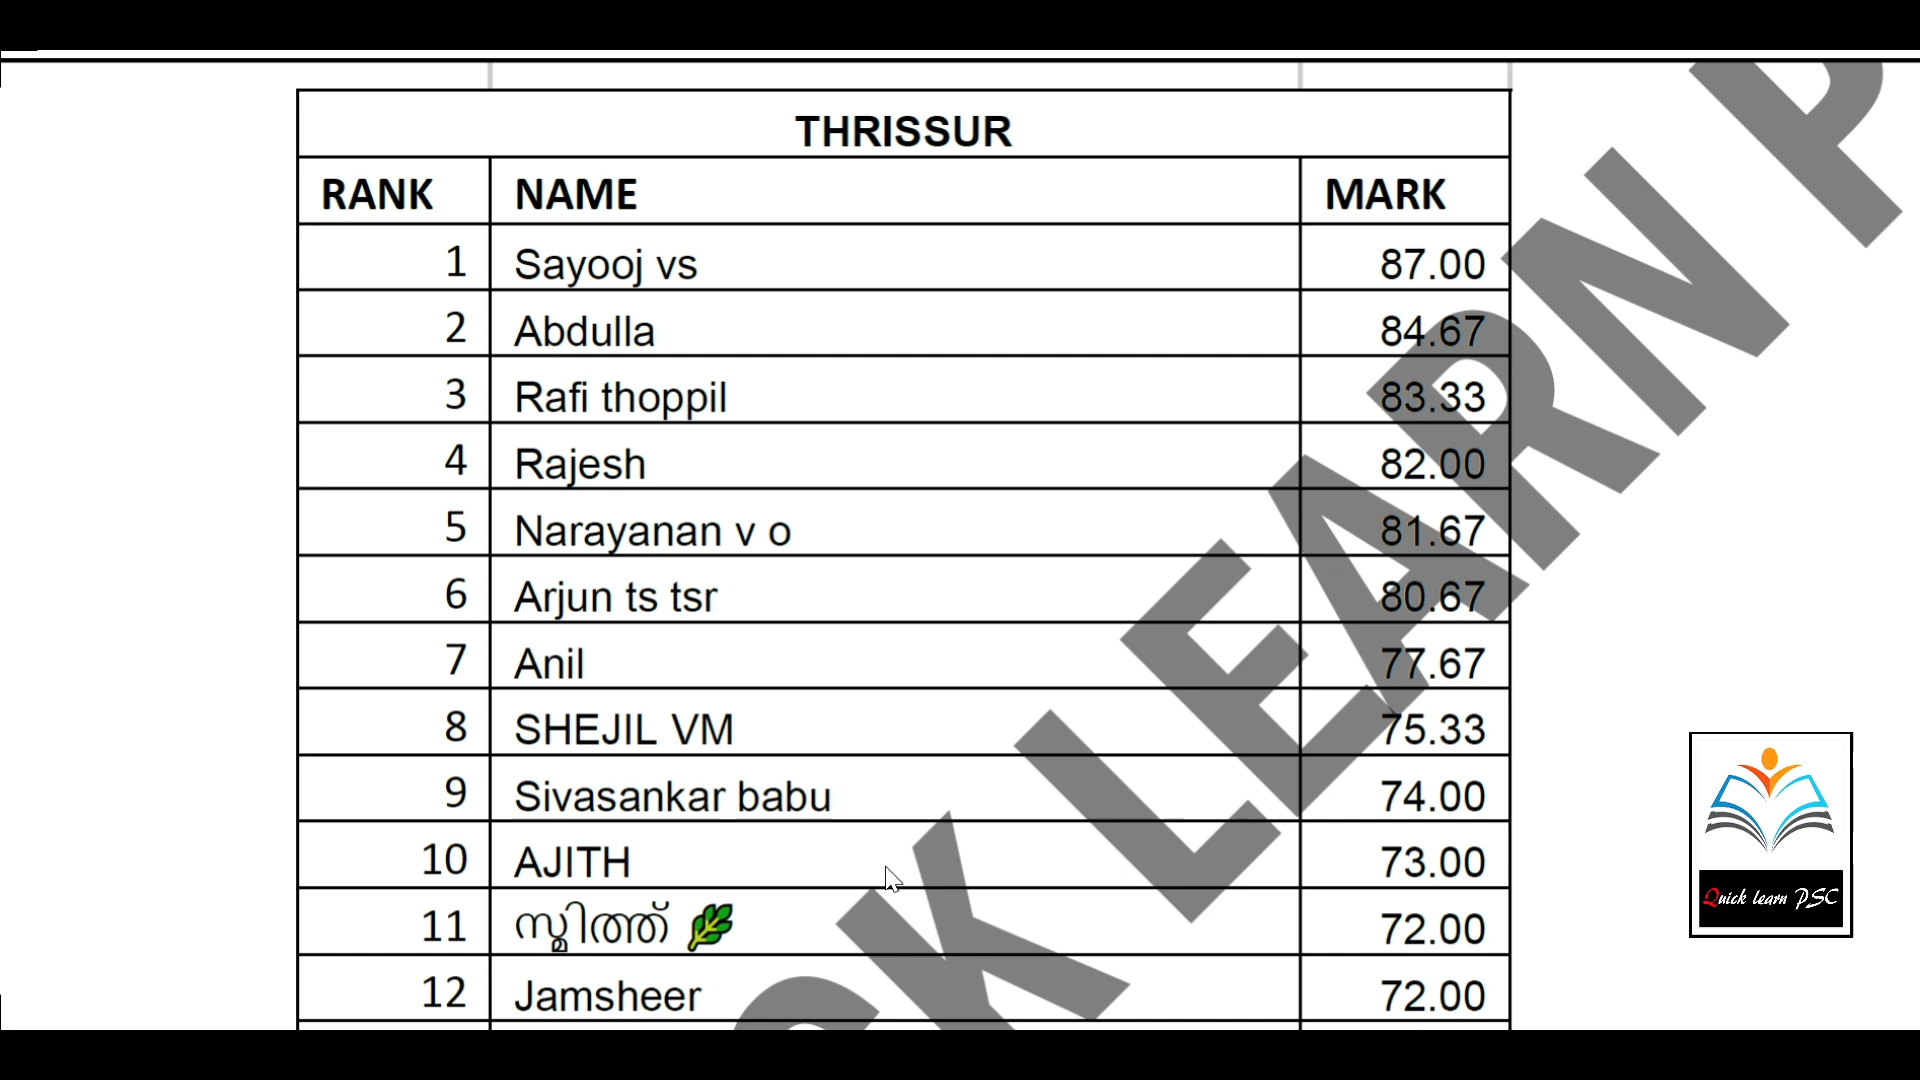 THRISSUR
RANK NAME MARK
1 Sayooj vs 87.00
2 Abdulla 84.67
3 Rafi thoppil 83.33
4 Rajesh 82.00
5 Narayanan v o 81.67
6 Arjun ts tsr 80.67
7 Anil 77.67
8 SHEJIL VM 75.33
9 Sivasankar babu 74.00
10 AJITH 73.00
11 സ്മിത്ത് 🌿 72.00
12 Jamsheer 72.00
CK LEARN P
Quick learn PSC